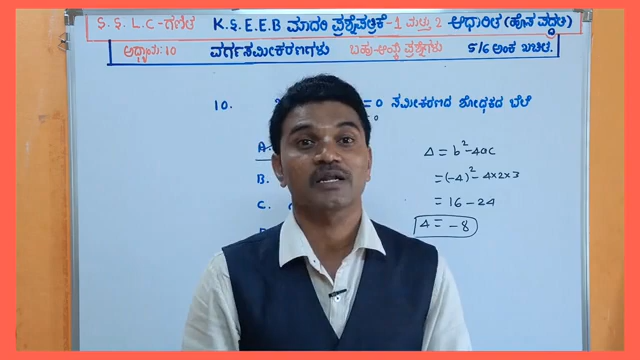 S.S.L.C-ಗಣಿತ K.S.E.E.B ಮಾದರಿ ಪ್ರಶ್ನೆಪತ್ರಿಕೆ-1 ಮತ್ತು 2 ಆಧಾರಿತ (ಹೊಸ ಪದ್ಧತಿ)
ಅಧ್ಯಾಯ:10 ವರ್ಗಸಮೀಕರಣಗಳು ಬಹು-ಆಯ್ಕೆ ಪ್ರಶ್ನೆಗಳು 5/6 ಅಂಕ ಖಚಿತ.
10. =0 ಸಮೀಕರಣದ ಶೋಧಕದ ಬೆಲೆ
A.
B.
C.
Δ = b² - 4ac
= (-4)² - 4×2×3
= 16 - 24
Δ = -8